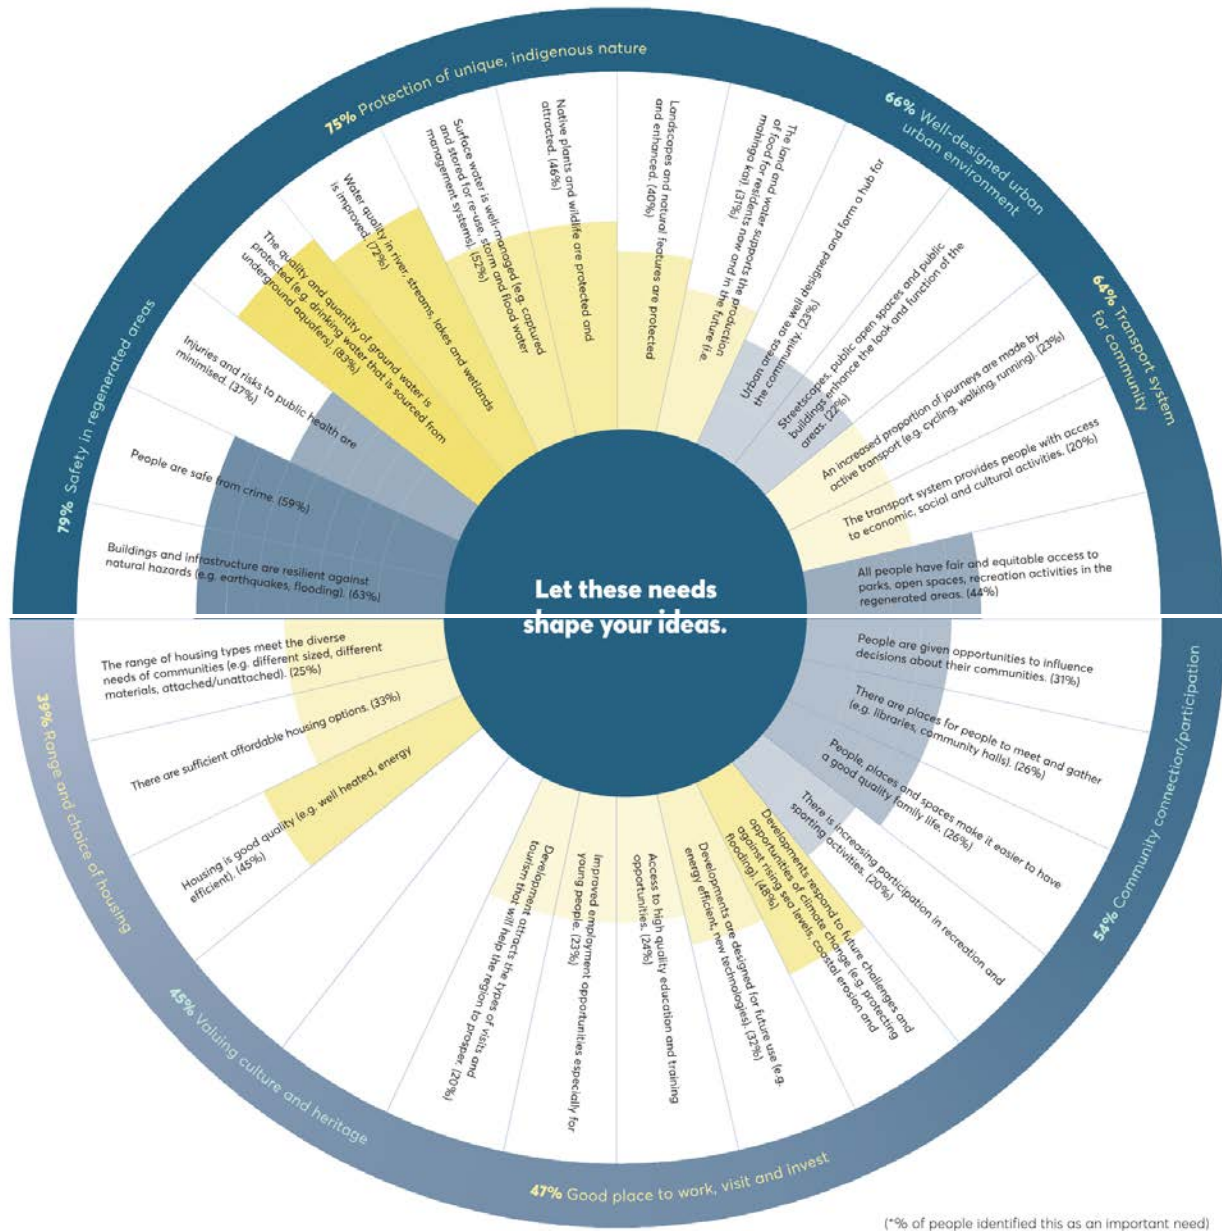 75% Protection of unique, indigenous nature
66% Well-designed urban
urban environment
64% Transport system
for community
54% Community connection/participation
47% Good place to work, visit and invest
45% Valuing culture and heritage
39% Range and choice of housing
79% Safety in regenerated areas
Let these needs
shape your ideas.
Buildings and infrastructure are resilient against
natural hazards (e.g. earthquakes, flooding). (63%)
People are safe from crime. (59%)
Injuries and risks to public health are
minimised. (37%)
The quality and quantity of ground water is
protected (e.g. drinking water that is sourced from
underground aquafers). (83%)
Water quality in river, streams, lakes and wetlands
is improved. (72%)
Surface water is well-managed (e.g. captured
and stored for re-use, storm and flood water
management systems). (52%)
Native plants and wildlife are protected and
attracted. (46%)
Landscapes and natural features are protected
and enhanced. (40%)
The land and water supports the production
of food for residents now and in the future (i.e.
mahinga kai). (31%)
Urban areas are well designed and form a hub for
the community. (23%)
Streetscapes, public open spaces and public
buildings enhance the look and function of the
areas. (22%)
An increased proportion of journeys are made by
active transport (e.g. cycling, walking, running). (23%)
The transport system provides people with access
to economic, social and cultural activities. (20%)
All people have fair and equitable access to
parks, open spaces, recreation activities in the
regenerated areas. (44%)
People are given opportunities to influence
decisions about their communities. (31%)
There are places for people to meet and gather
(e.g. libraries, community halls). (26%)
People, places and spaces make it easier to have
a good quality family life. (26%)
There is increasing participation in recreation and
sporting activities. (20%)
Developments respond to future challenges and
opportunities of climate change (e.g. protecting
against rising sea levels, coastal erosion and
flooding). (48%)
Developments are designed for future use (e.g.
energy efficient, new technologies). (32%)
Access to high quality education and training
opportunities. (24%)
Improved employment opportunities especially for
young people. (23%)
Development attracts the types of visits and
tourism that will help the region to prosper. (20%)
Housing is good quality (e.g. well heated, energy
efficient). (45%)
There are sufficient affordable housing options. (33%)
The range of housing types meet the diverse
needs of communities (e.g. different sized, different
materials, attached/unattached). (25%)
(*% of people identified this as an important need)